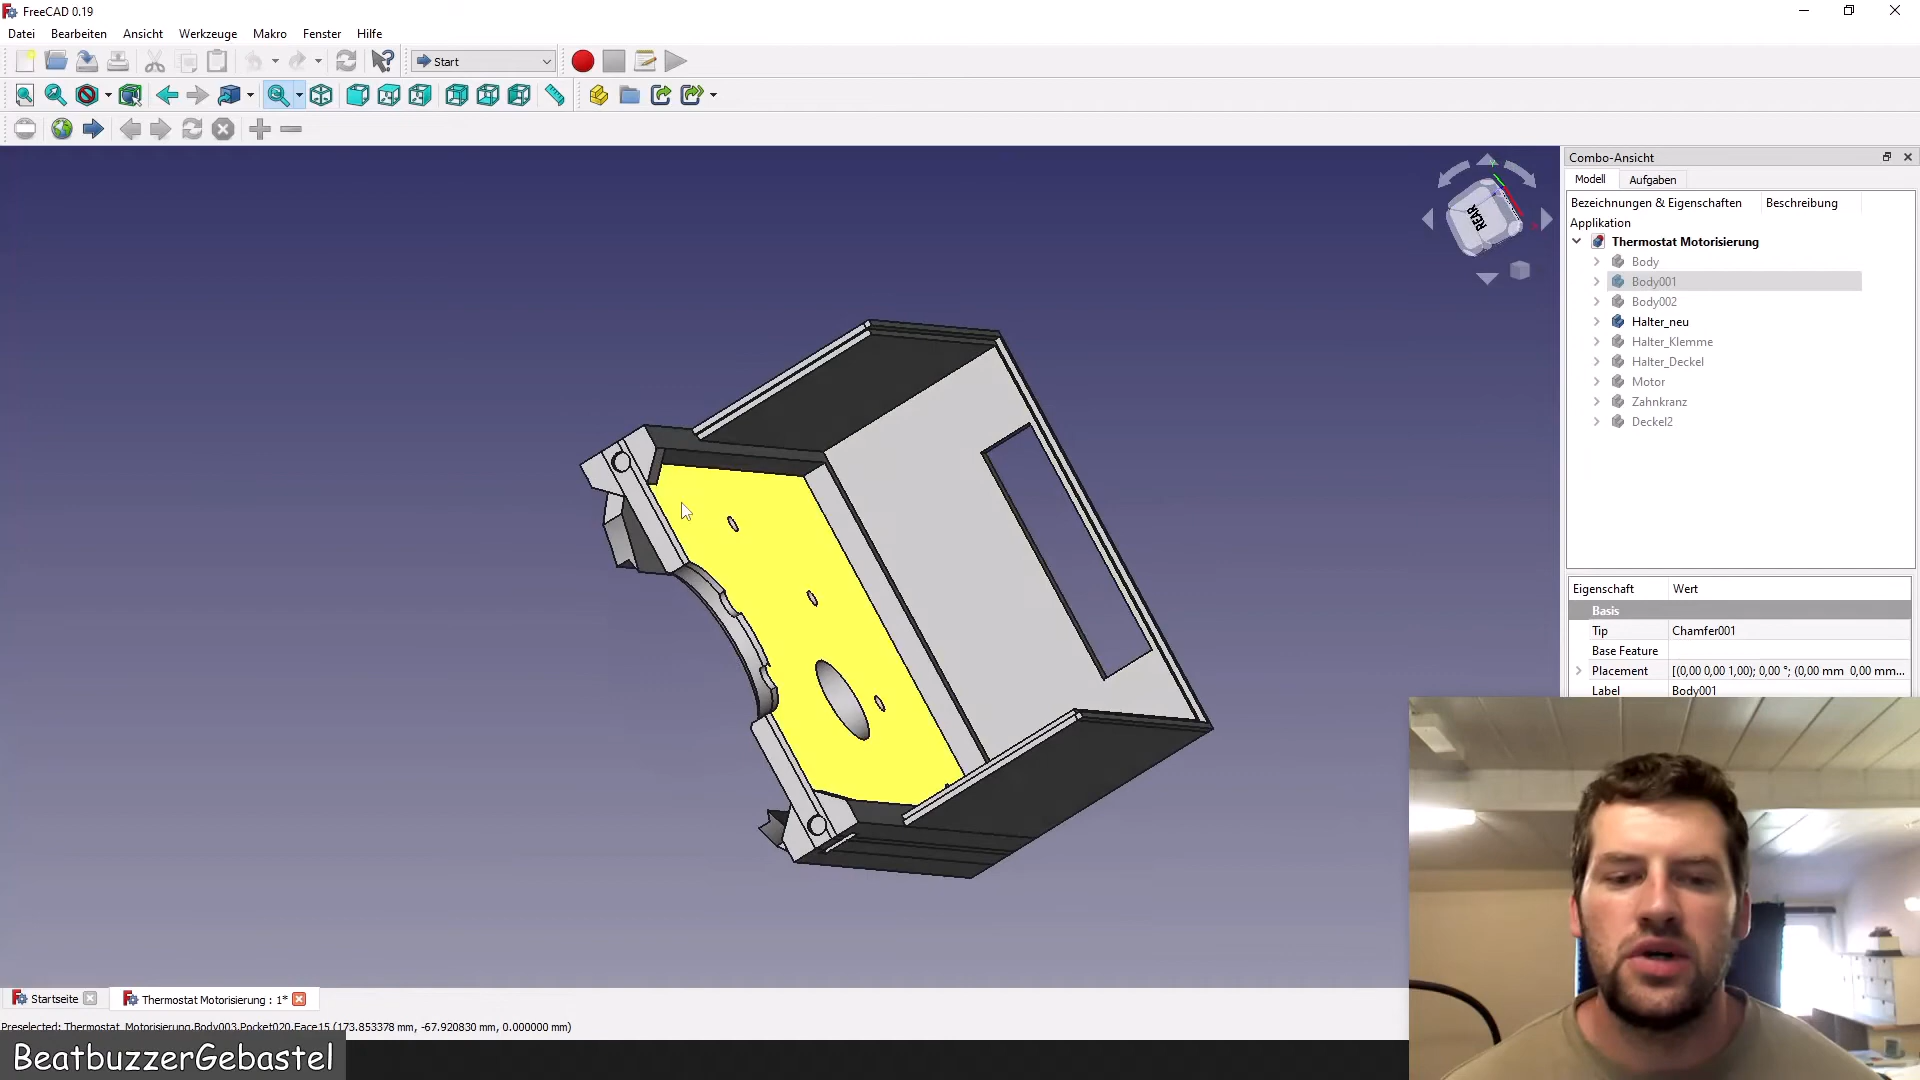 FreeCAD 0.19
Datei Bearbeiten Ansicht Werkzeuge Makro Fenster Hilfe
Start
REAR
Combo-Ansicht
Modell Aufgaben
Bezeichnungen & Eigenschaften Beschreibung
Applikation
Thermostat Motorisierung
Body
Body001
Body002
Halter_neu
Halter_Klemme
Halter_Deckel
Motor
Zahnkranz
Deckel2
Eigenschaft Wert
Basis
Tip Chamfer001
Base Feature
Placement [(0,00 0,00 1,00); 0,00 °; (0,00 mm 0,00 mm...
Label Body001
Startseite Thermostat Motorisierung : 1*
Preselected: Thermostat_Motorisierung.Body003.Pocket020.Face15 (173.853378 mm, -67.920830 mm, 0.000000 mm)
BeatbuzzerGebastel